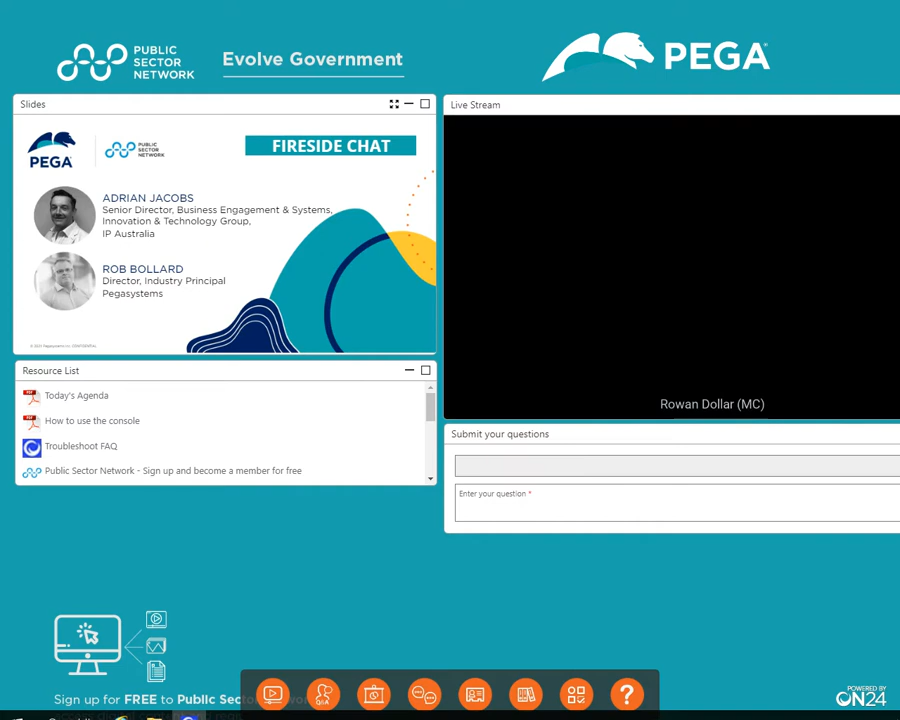 PUBLIC
SECTOR
NETWORK
Evolve Government
PEGA
Slides
Live Stream
PEGA
PUBLIC
SECTOR
NETWORK
FIRESIDE CHAT
ADRIAN JACOBS
Senior Director, Business Engagement & Systems,
Innovation & Technology Group,
IP Australia
ROB BOLLARD
Director, Industry Principal
Pegasystems
Rowan Dollar (MC)
Resource List
Today's Agenda
How to use the console
Troubleshoot FAQ
Public Sector Network - Sign up and become a member for free
Submit your questions
Enter your question *
Q&A
?
Sign up for FREE to Public Sec
POWERED BY
ON24